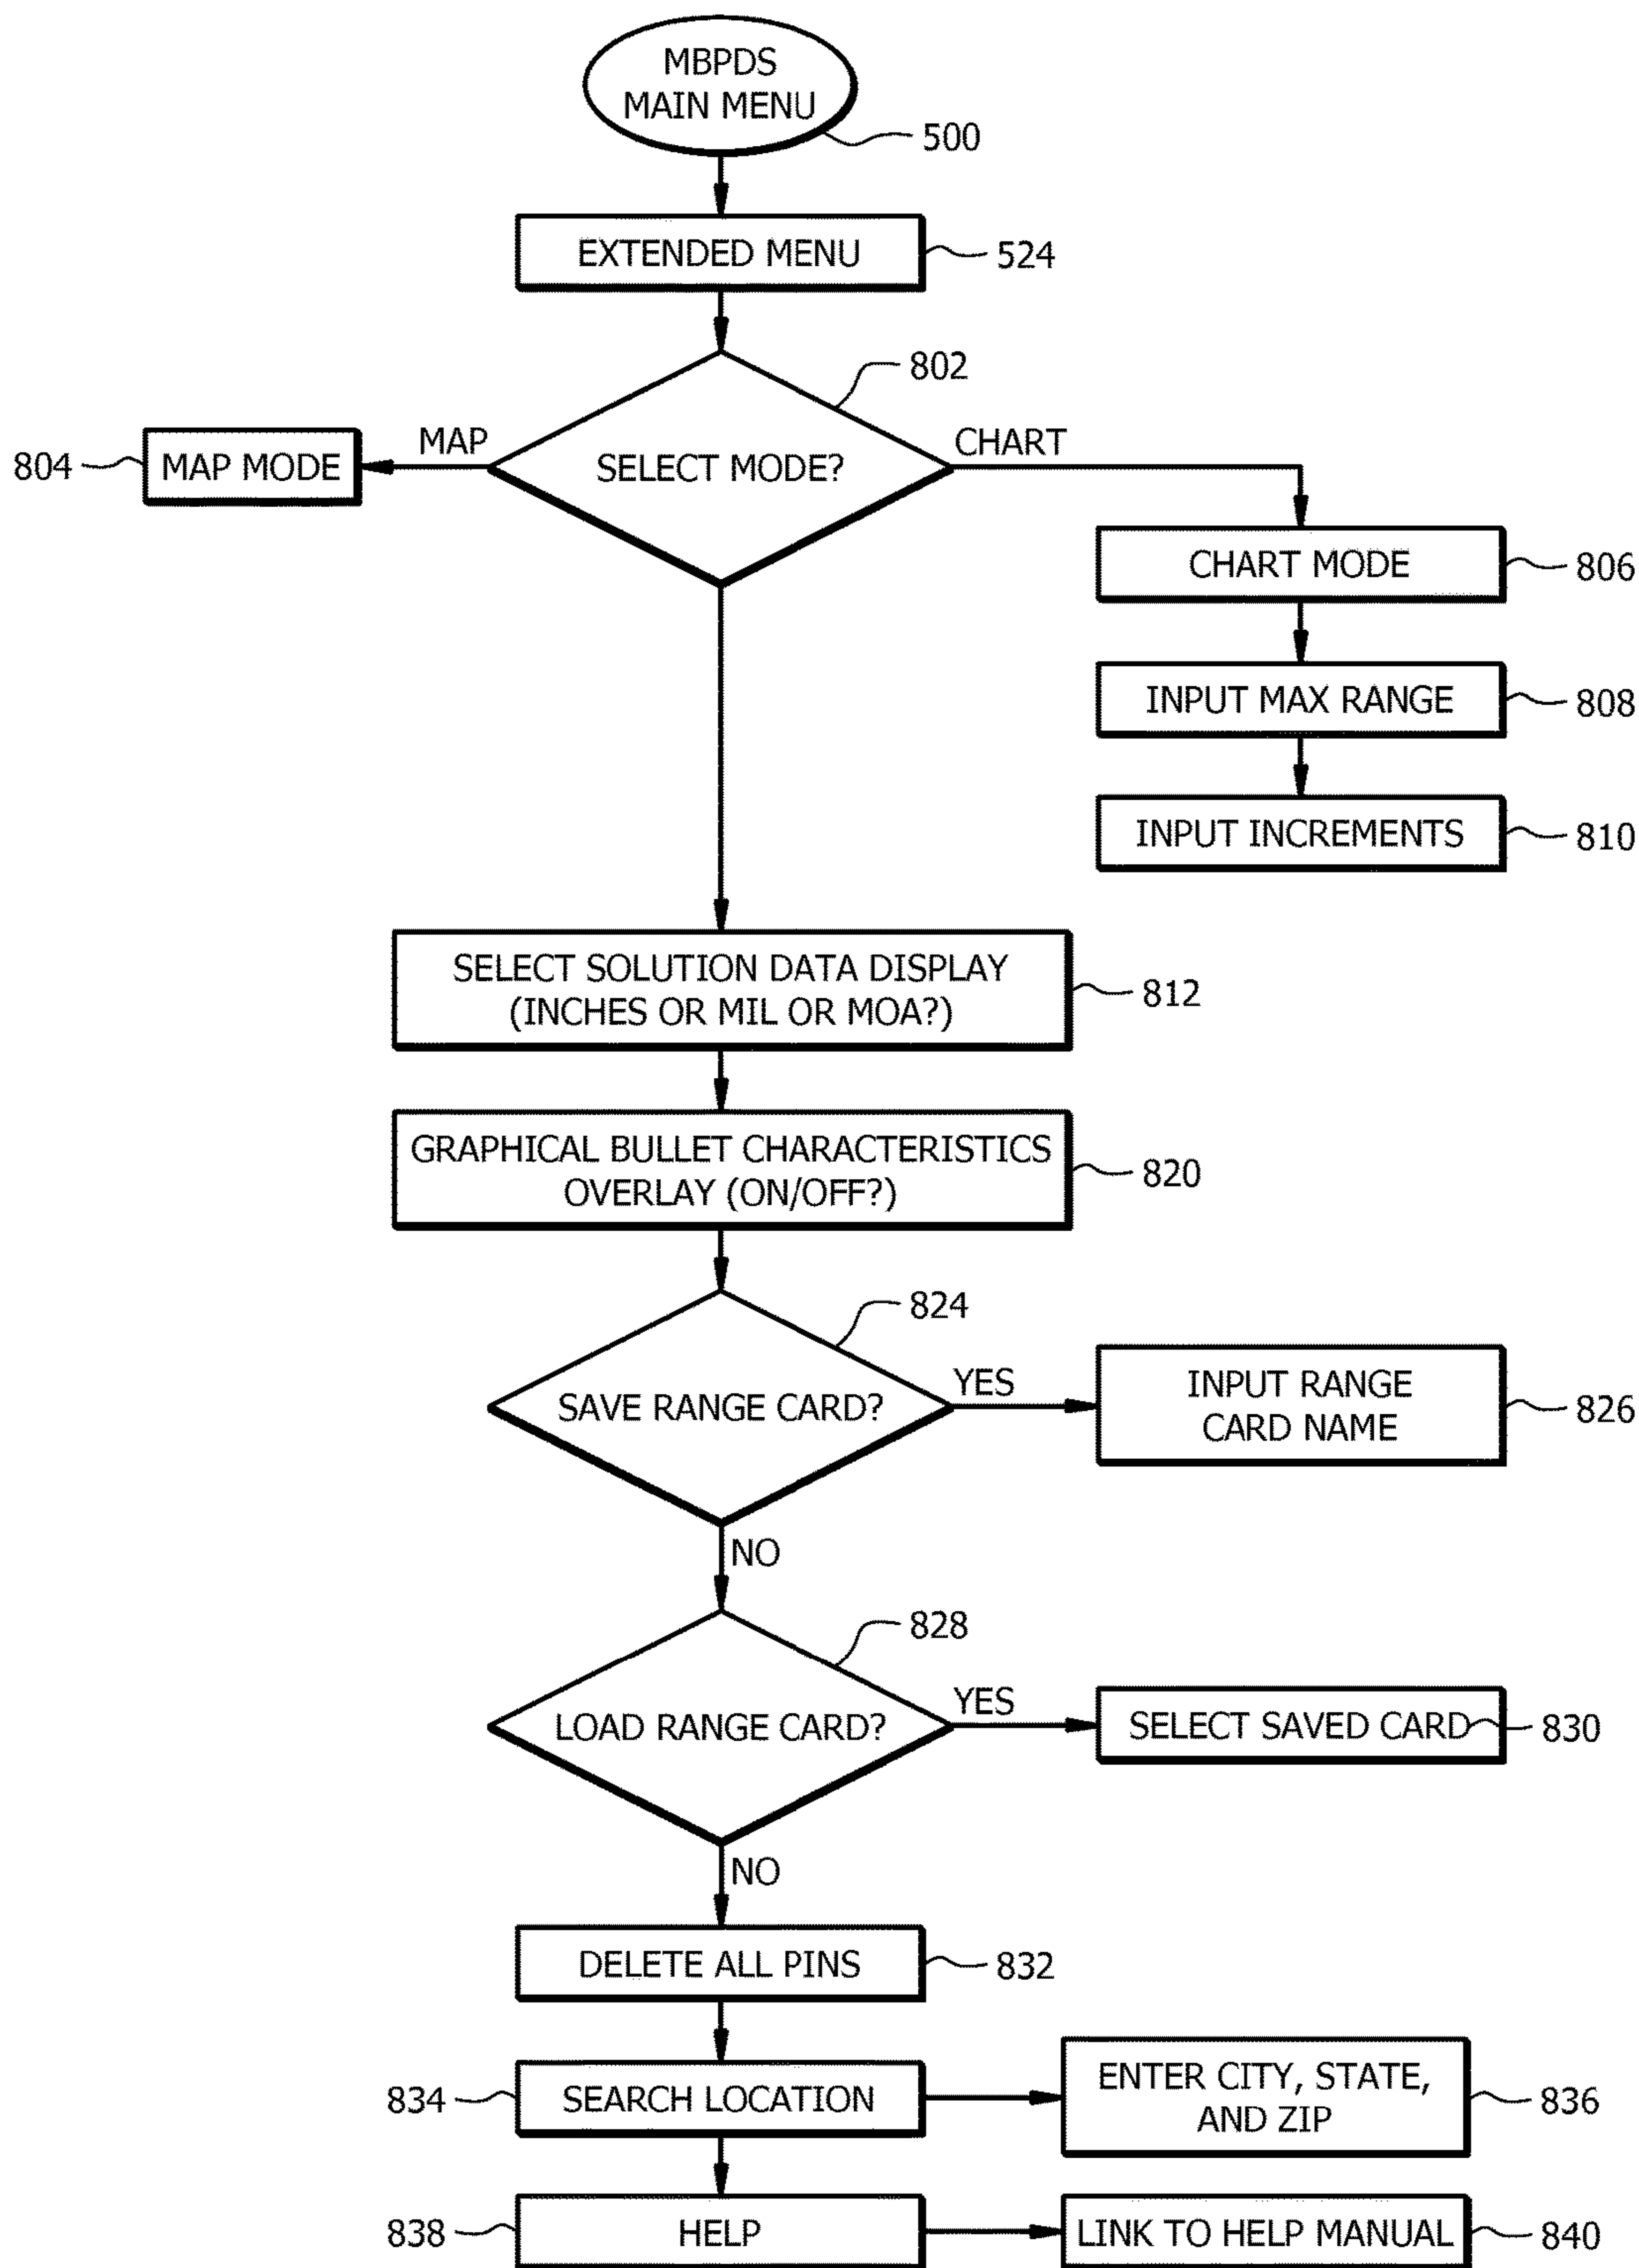 MBPDS
MAIN MENU
500
EXTENDED MENU
524
802
MAP
CHART
804
MAP MODE
SELECT MODE?
CHART MODE
806
INPUT MAX RANGE
808
INPUT INCREMENTS
810
SELECT SOLUTION DATA DISPLAY
(INCHES OR MIL OR MOA?)
812
GRAPHICAL BULLET CHARACTERISTICS
OVERLAY (ON/OFF?)
820
824
SAVE RANGE CARD?
YES
INPUT RANGE
CARD NAME
826
NO
828
LOAD RANGE CARD?
YES
SELECT SAVED CARD
830
NO
DELETE ALL PINS
832
834
SEARCH LOCATION
ENTER CITY, STATE,
AND ZIP
836
838
HELP
LINK TO HELP MANUAL
840